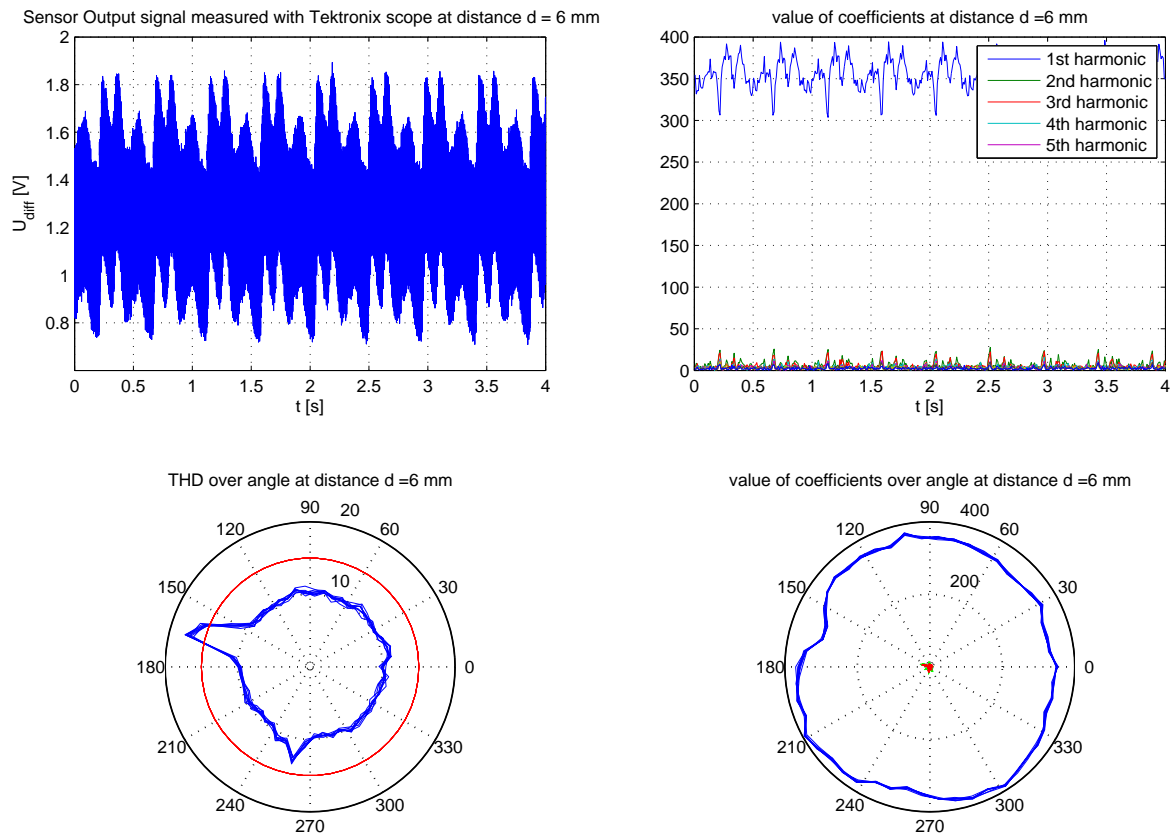 Sensor Output signal measured with Tektronix scope at distance d = 6 mm
2
1.8
1.6
1.4
1.2
1
0.8
U_diff [V]
0 0.5 1 1.5 2 2.5 3 3.5 4
t [s]
value of coefficients at distance d =6 mm
400
350
300
250
200
150
100
50
0
1st harmonic
2nd harmonic
3rd harmonic
4th harmonic
5th harmonic
0 0.5 1 1.5 2 2.5 3 3.5 4
t [s]
THD over angle at distance d =6 mm
90 20
120 60
150 10 30
180 0
210 330
240 300
270
value of coefficients over angle at distance d =6 mm
90 400
120 60
150 200 30
180 0
210 330
240 300
270